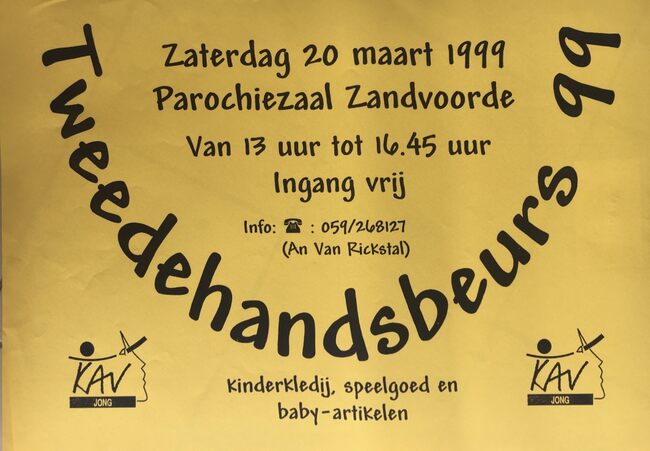 Tweedehandsbeurs 99
Zaterdag 20 maart 1999
Parochiezaal Zandvoorde
Van 13 uur tot 16.45 uur
Ingang vrij
Info: ☎ : 059/268127
(An Van Rickstal)
Kinderkledij, speelgoed en
baby-artikelen
KAV
JONG
KAV
JONG